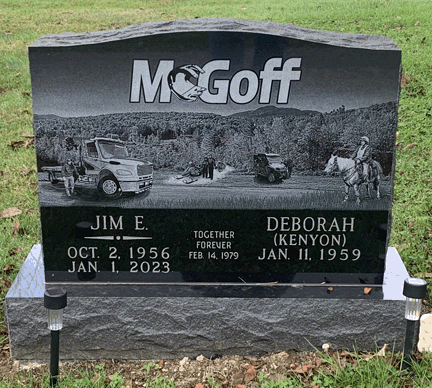 McGoff
JIM E.
OCT. 2, 1956
JAN. 1, 2023
TOGETHER
FOREVER
FEB. 14, 1979
DEBORAH
(KENYON)
JAN. 11, 1959